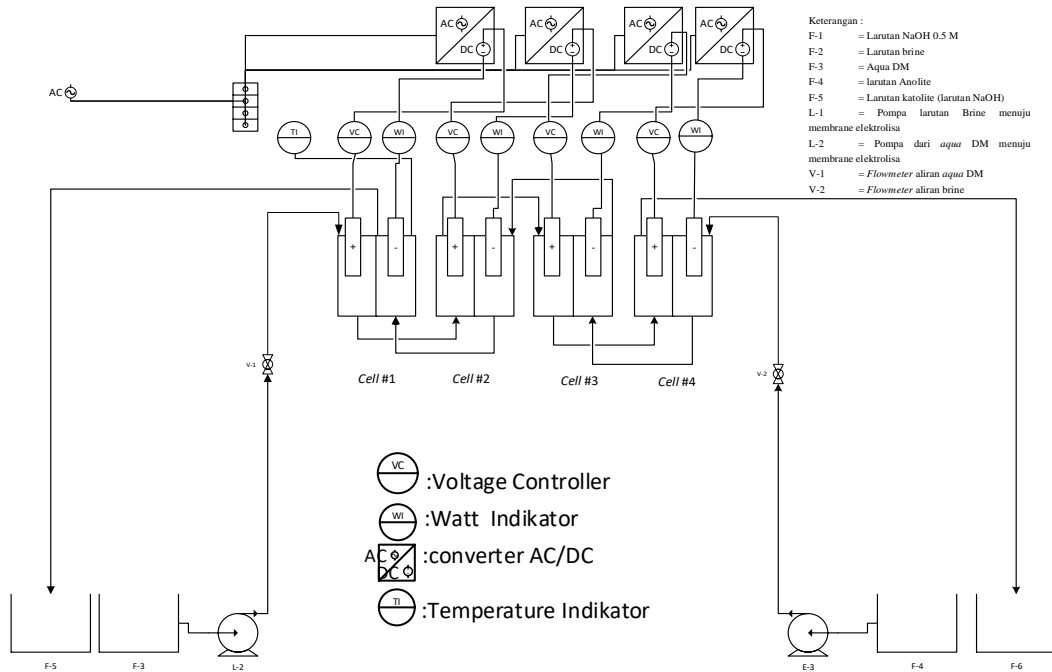 AC
DC
AC
DC
AC
DC
AC
DC
AC
Keterangan :
F-1 = Larutan NaOH 0.5 M
F-2 = Larutan brine
F-3 = Aqua DM
F-4 = larutan Anolite
F-5 = Larutan katolite (larutan NaOH)
L-1 = Pompa larutan Brine menuju
membrane elektrolisa
L-2 = Pompa dari aqua DM menuju
membrane elektrolisa
V-1 = Flowmeter aliran aqua DM
V-2 = Flowmeter aliran brine
TI
VC
WI
VC
WI
VC
WI
VC
WI
+
-
+
-
+
-
+
-
V-1
V-2
Cell #1
Cell #2
Cell #3
Cell #4
VC :Voltage Controller
WI :Watt Indikator
AC DC :converter AC/DC
TI :Temperature Indikator
F-5
F-3
L-2
E-3
F-4
F-6